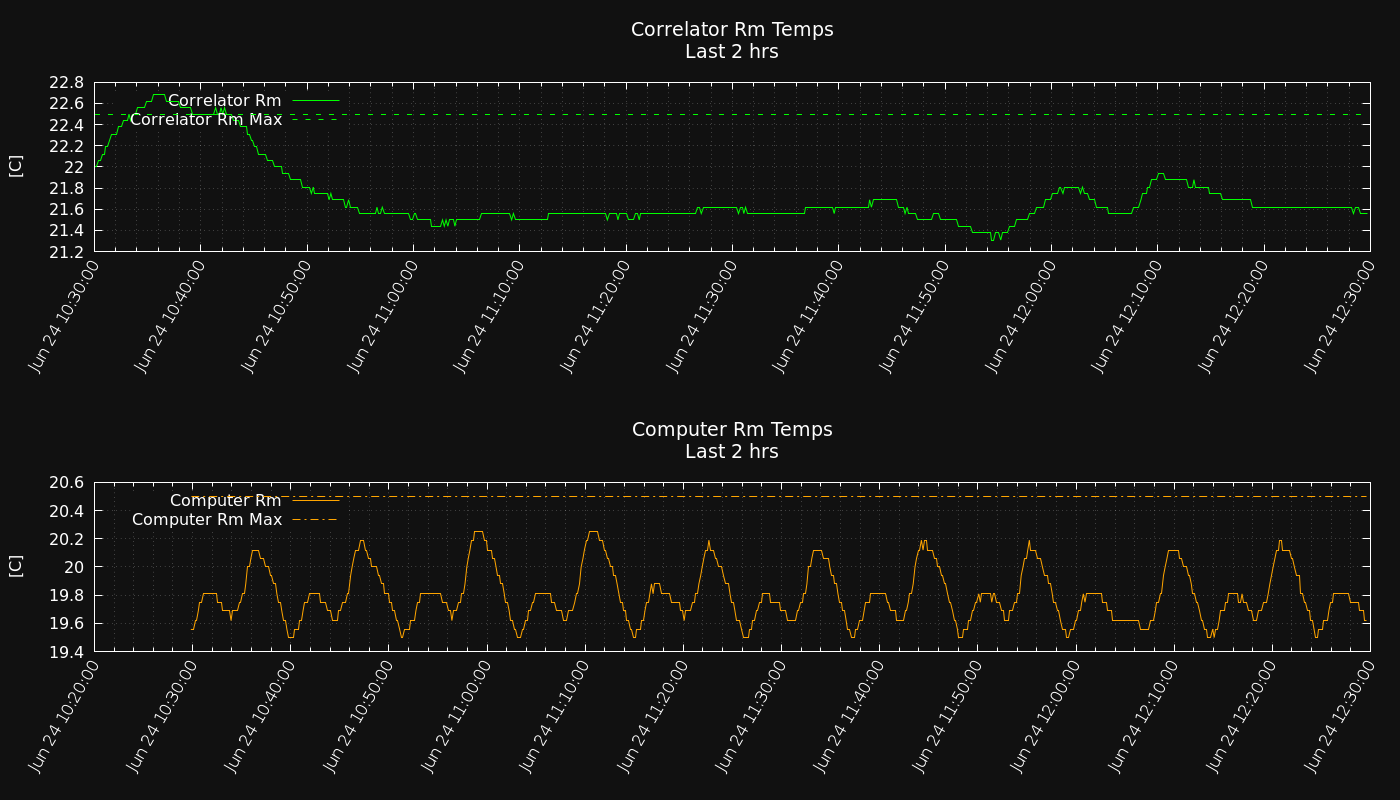 Correlator Rm Temps
Last 2 hrs
22.8
22.6
22.4
22.2
22
21.8
21.6
21.4
21.2
[C]
Correlator Rm
Correlator Rm Max
Jun 24 10:30:00
Jun 24 10:40:00
Jun 24 10:50:00
Jun 24 11:00:00
Jun 24 11:10:00
Jun 24 11:20:00
Jun 24 11:30:00
Jun 24 11:40:00
Jun 24 11:50:00
Jun 24 12:00:00
Jun 24 12:10:00
Jun 24 12:20:00
Jun 24 12:30:00
Computer Rm Temps
Last 2 hrs
20.6
20.4
20.2
20
19.8
19.6
19.4
[C]
Computer Rm
Computer Rm Max
Jun 24 10:20:00
Jun 24 10:30:00
Jun 24 10:40:00
Jun 24 10:50:00
Jun 24 11:00:00
Jun 24 11:10:00
Jun 24 11:20:00
Jun 24 11:30:00
Jun 24 11:40:00
Jun 24 11:50:00
Jun 24 12:00:00
Jun 24 12:10:00
Jun 24 12:20:00
Jun 24 12:30:00